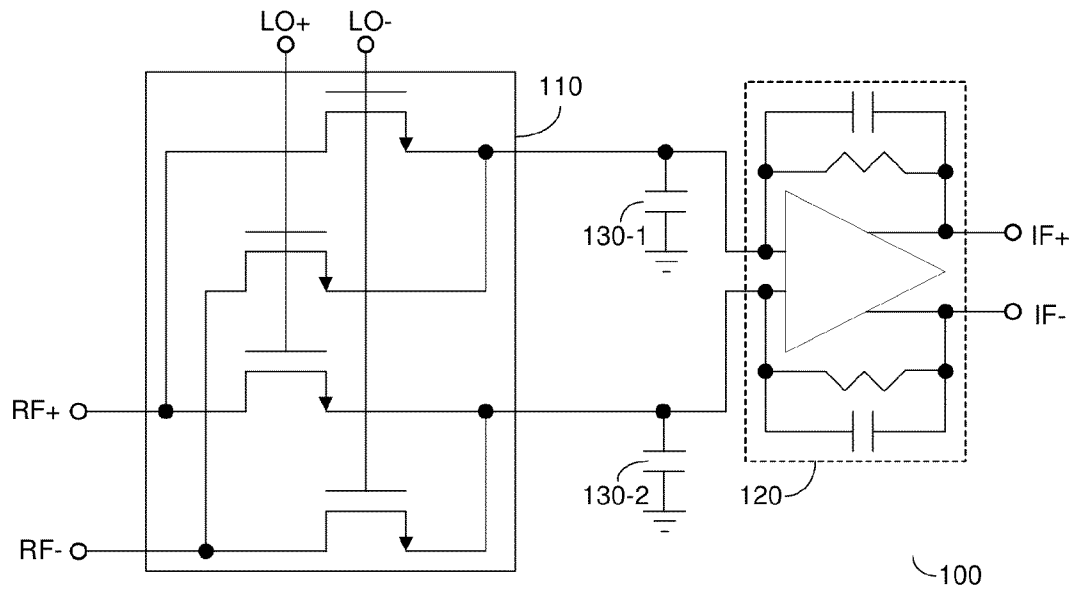 LO+ LO-
110
130-1
IF+
IF-
RF+
130-2
120
RF-
100